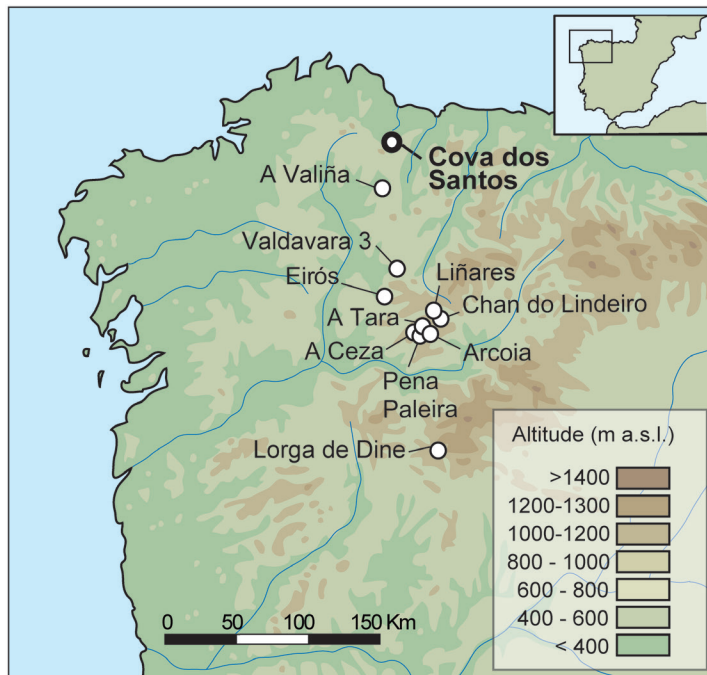 Cova dos
Santos
A Valiña
Valdavara 3
Eirós
Liñares
Chan do Lindeiro
A Tara
A Ceza
Arcoia
Pena
Paleira
Lorga de Dine
Altitude (m a.s.l.)
>1400
1200-1300
1000-1200
800 - 1000
600 - 800
400 - 600
< 400
0 50 100 150 Km